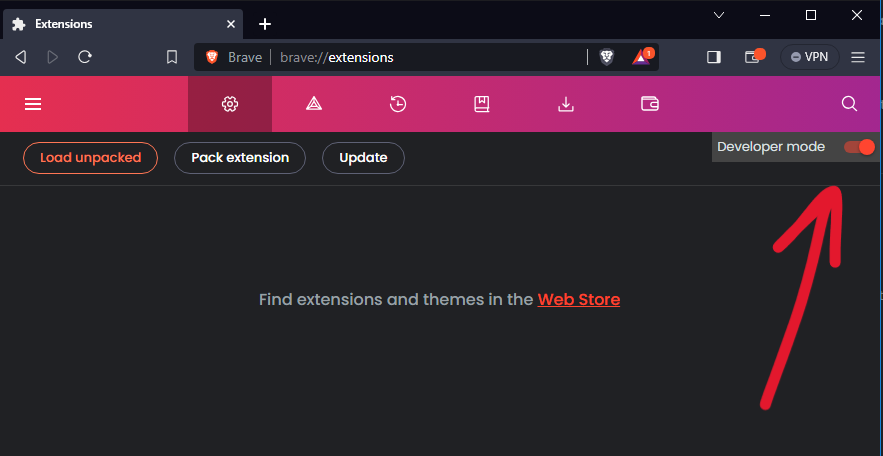 Extensions
Brave brave://extensions 1 VPN
Developer mode
Load unpacked Pack extension Update
Find extensions and themes in the Web Store